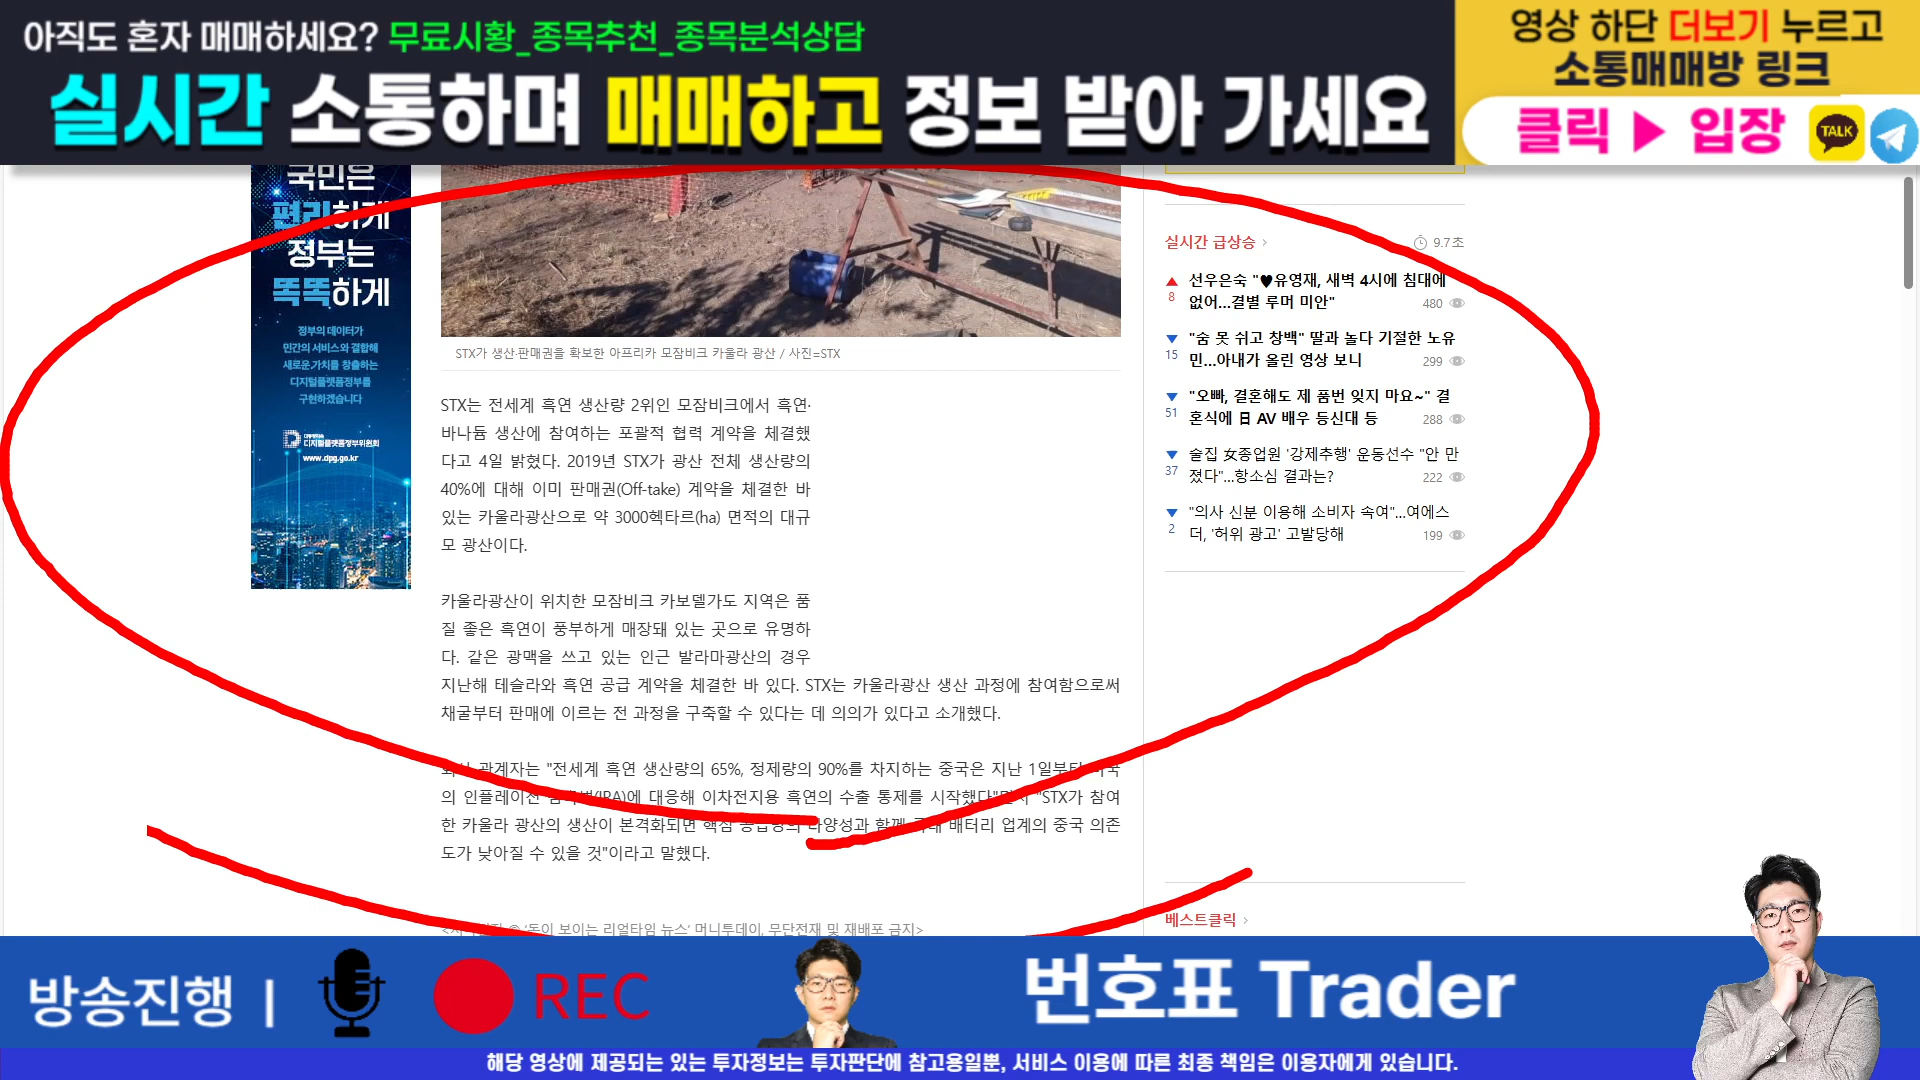 아직도 혼자 매매하세요? 무료시황_종목추천_종목분석상담
실시간 소통하며 매매하고 정보 받아 가세요
영상 하단 더보기 누르고
소통매매방 링크
클릭 ▶ 입장
TALK
국민은
편리하게
정부는
똑똑하게
정부의 데이터가
민간의 서비스와 결합해
새로운 가치를 창출하는
디지털플랫폼정부를
구현하겠습니다
디지털플랫폼정부위원회
www.dpg.go.kr
STX가 생산·판매권을 확보한 아프리카 모잠비크 카울라 광산 / 사진=STX
STX는 전세계 흑연 생산량 2위인 모잠비크에서 흑연·
바나듐 생산에 참여하는 포괄적 협력 계약을 체결했
다고 4일 밝혔다. 2019년 STX가 광산 전체 생산량의
40%에 대해 이미 판매권(Off-take) 계약을 체결한 바
있는 카울라광산으로 약 3000헥타르(ha) 면적의 대규
모 광산이다.
카울라광산이 위치한 모잠비크 카보델가도 지역은 품
질 좋은 흑연이 풍부하게 매장돼 있는 곳으로 유명하
다. 같은 광맥을 쓰고 있는 인근 발라마광산의 경우
지난해 테슬라와 흑연 공급 계약을 체결한 바 있다. STX는 카울라광산 생산 과정에 참여함으로써
채굴부터 판매에 이르는 전 과정을 구축할 수 있다는 데 의의가 있다고 소개했다.
관계자는 "전세계 흑연 생산량의 65%, 정제량의 90%를 차지하는 중국은 지난 1일부터
의 인플레이션 대응해 이차전지용 흑연의 수출 통제를 시작했다" "STX가 참여
한 카울라 광산의 생산이 본격화되면 핵심 공급망의 다양성과 함께 배터리 업계의 중국 의존
도가 낮아질 수 있을 것"이라고 말했다.
'돈이 보이는 리얼타임 뉴스' 머니투데이, 무단전재 및 재배포 금지>
실시간 급상승 >
9.7초
선우은숙 "♥유영재, 새벽 4시에 침대에
8 없어...결별 루머 미안" 480
"숨 못 쉬고 창백" 딸과 놀다 기절한 노유
15 민...아내가 올린 영상 보니 299
"오빠, 결혼해도 제 품번 잊지 마요~" 결
51 혼식에 日 AV 배우 등신대 등 288
술집 女종업원 '강제추행' 운동선수 "안 만
37 졌다"...항소심 결과는? 222
"의사 신분 이용해 소비자 속여"...여에스
2 더, '허위 광고' 고발당해 199
베스트클릭 >
방송진행 | REC
번호표 Trader
해당 영상에 제공되는 있는 투자정보는 투자판단에 참고용일뿐, 서비스 이용에 따른 최종 책임은 이용자에게 있습니다.